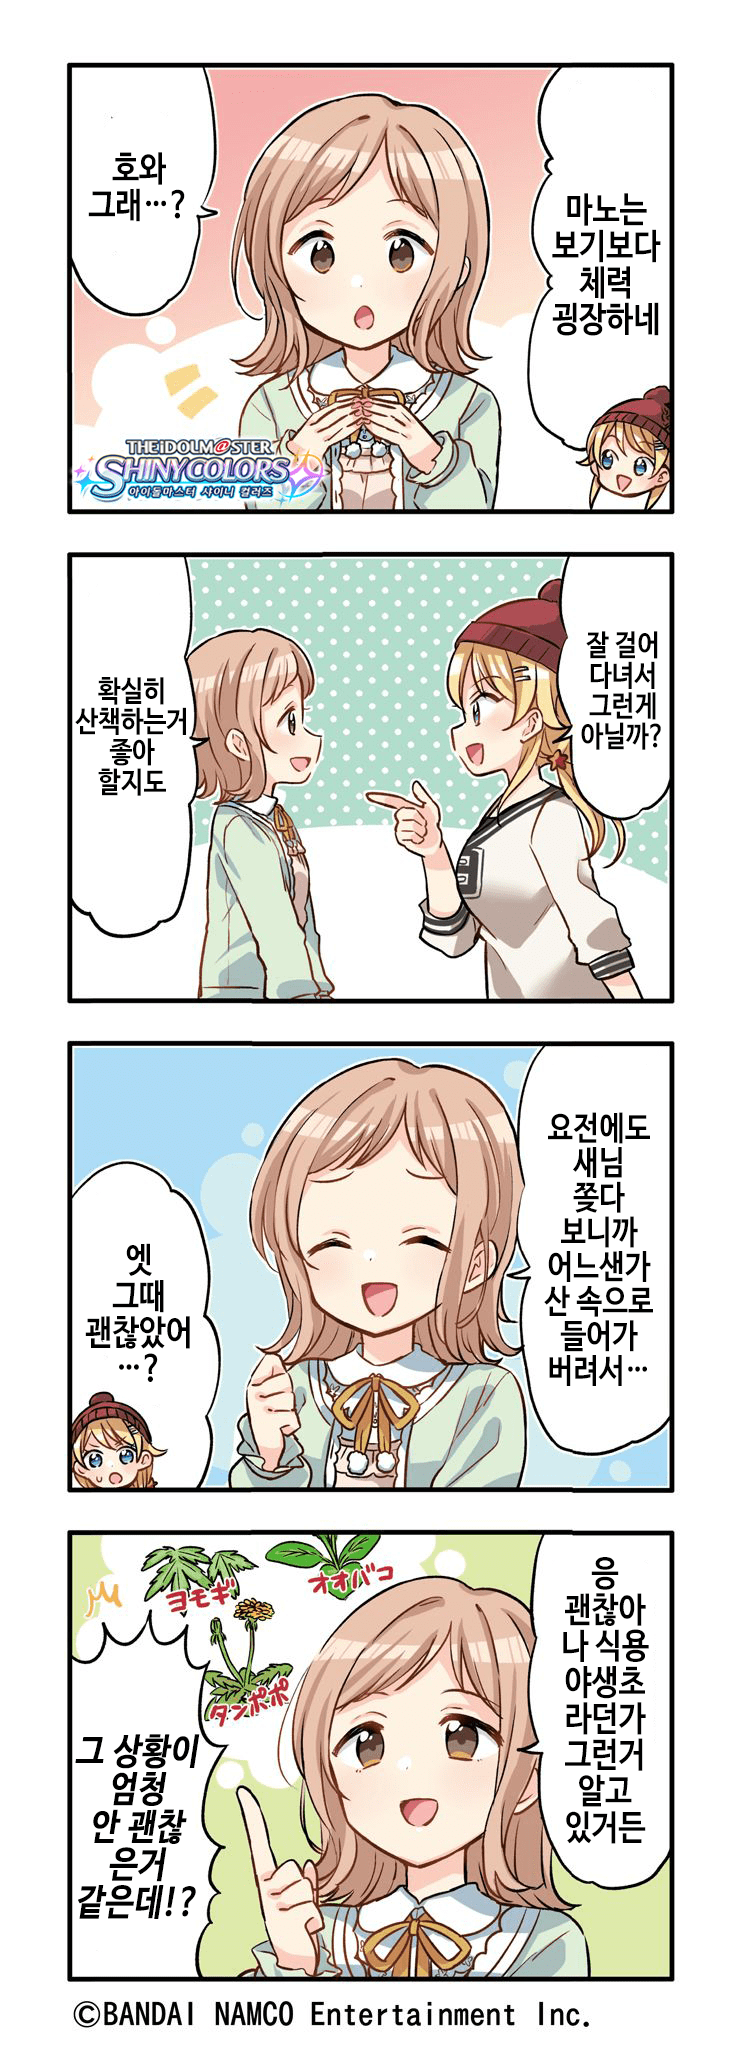 마노는
보기보다
체력
굉장하네
호와
그래…?
THE iDOLM@STER
SHINYCOLORS
아이돌마스터 샤이니 컬러즈
잘 걸어
다녀서
그런게
아닐까?
확실히
산책하는거
좋아
할지도
요전에도
새님
쫒다
보니까
어느샌가
산 속으로
들어가
버려서…
엣
그때
괜찮았어
…?
응
괜찮아
나 식용
야생초
라던가
그런거
알고
있거든
オオバコ
ヨモギ
タンポポ
그 상황이
엄청
안 괜찮
은거
같은데!?
©BANDAI NAMCO Entertainment Inc.